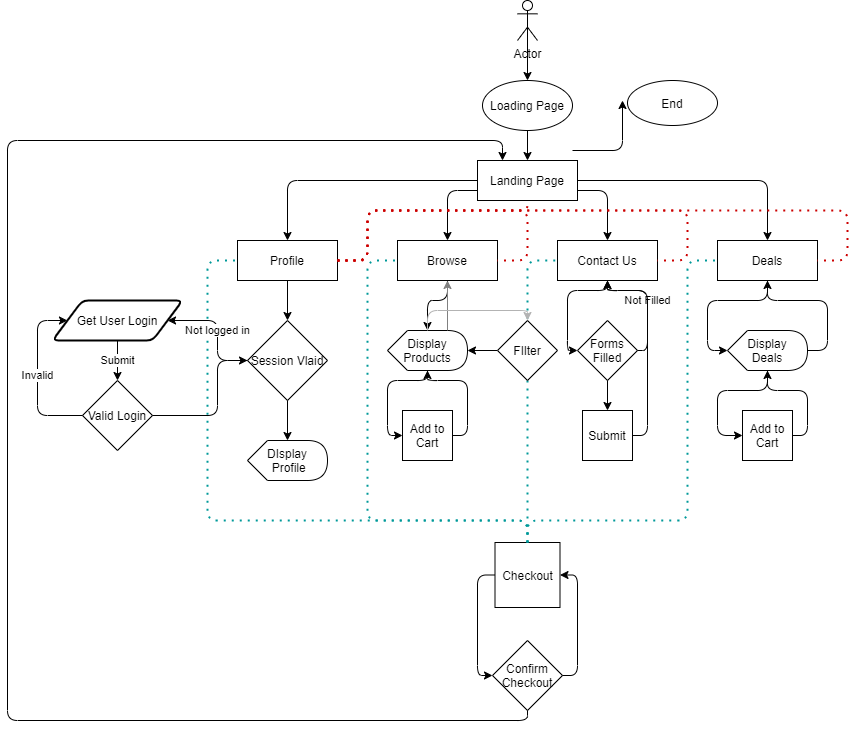 Actor
Loading Page
End
Landing Page
Profile
Browse
Contact Us
Deals
Not Filled
Get User Login
Not logged in
Submit
Session Vlaid
Display
Products
FIlter
Forms
Filled
Display
Deals
Invalid
Valid Login
Add to
Cart
Submit
Add to
Cart
DIsplay
Profile
Checkout
Confirm
Checkout